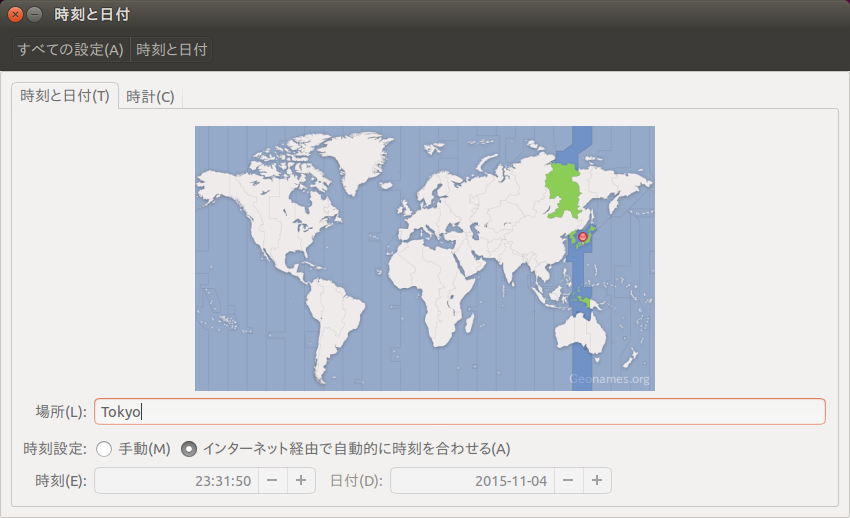 時刻と日付
すべての設定(A) 時刻と日付
時刻と日付(T) 時計(C)
Geonames.org
場所(L): Tokyo
時刻設定: 手動(M) インターネット経由で自動的に時刻を合わせる(A)
時刻(E): 23:31:50 − + 日付(D): 2015-11-04 − +